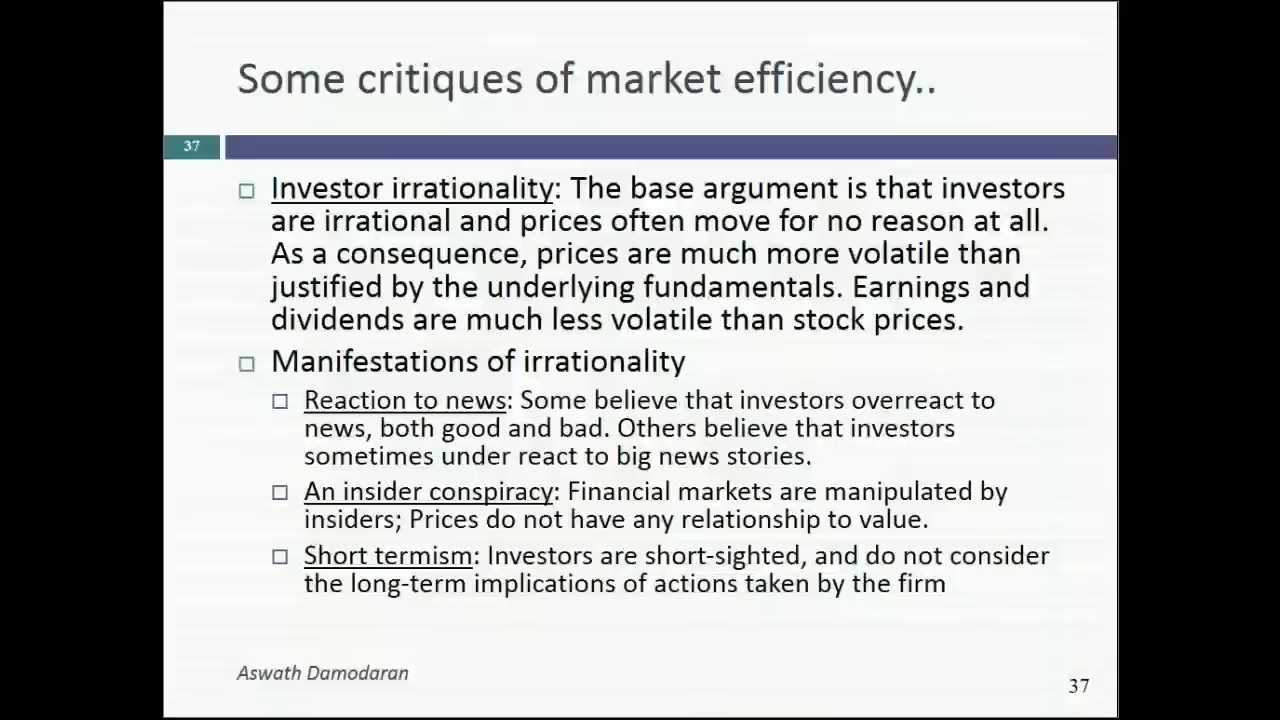 Some critiques of market efficiency..
37
Investor irrationality: The base argument is that investors
are irrational and prices often move for no reason at all.
As a consequence, prices are much more volatile than
justified by the underlying fundamentals. Earnings and
dividends are much less volatile than stock prices.
Manifestations of irrationality
Reaction to news: Some believe that investors overreact to
news, both good and bad. Others believe that investors
sometimes under react to big news stories.
An insider conspiracy: Financial markets are manipulated by
insiders; Prices do not have any relationship to value.
Short termism: Investors are short-sighted, and do not consider
the long-term implications of actions taken by the firm
Aswath Damodaran
37